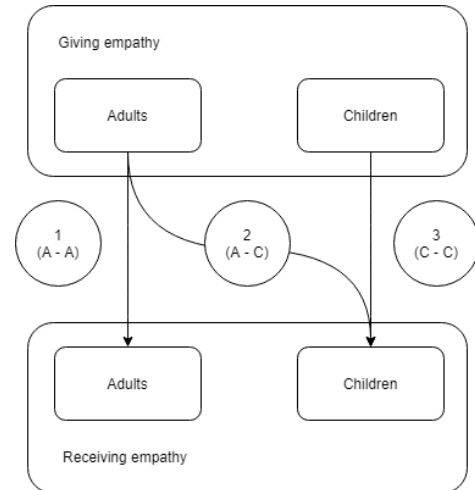 Giving empathy
Adults
Children
1
(A - A)
2
(A - C)
3
(C - C)
Adults
Children
Receiving empathy